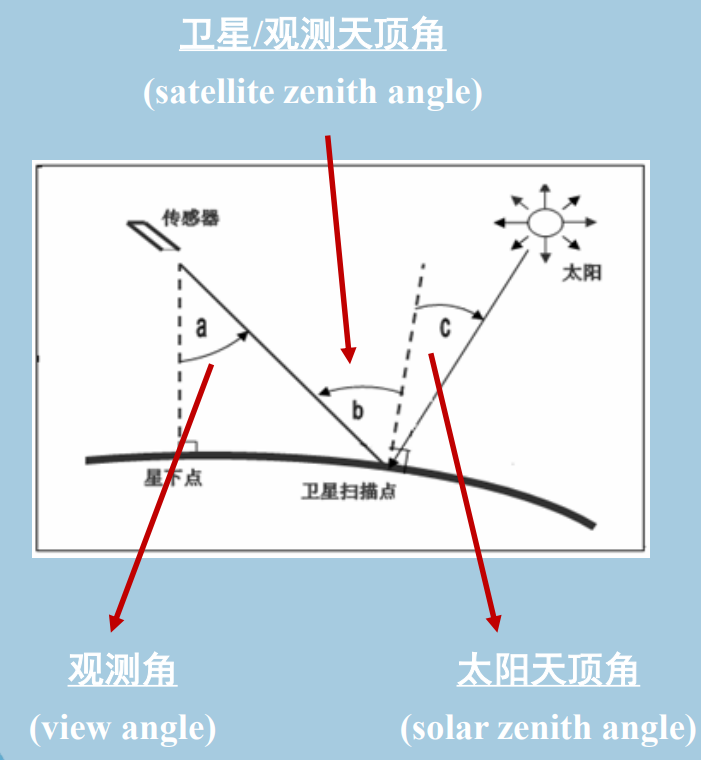 卫星/观测天顶角
(satellite zenith angle)
传感器
太阳
a
c
b
星下点
卫星扫描点
观测角
(view angle)
太阳天顶角
(solar zenith angle)